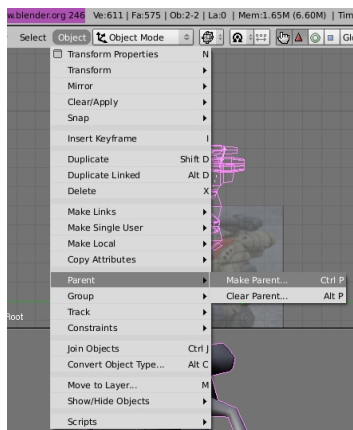 w.blender.org 246 Ve:611 | Fa:575 | Ob:2-2 | La:0 | Mem:1.65M (6.60M) | Tim
Select Object Object Mode Gl
Transform Properties N
Transform
Mirror
Clear/Apply
Snap
Insert Keyframe I
Duplicate Shift D
Duplicate Linked Alt D
Delete X
Make Links
Make Single User
Make Local
Copy Attributes
Parent Make Parent... Ctrl P
Group Clear Parent... Alt P
Track
Root
Constraints
Join Objects Ctrl J
Convert Object Type... Alt C
Move to Layer... M
Show/Hide Objects
Scripts